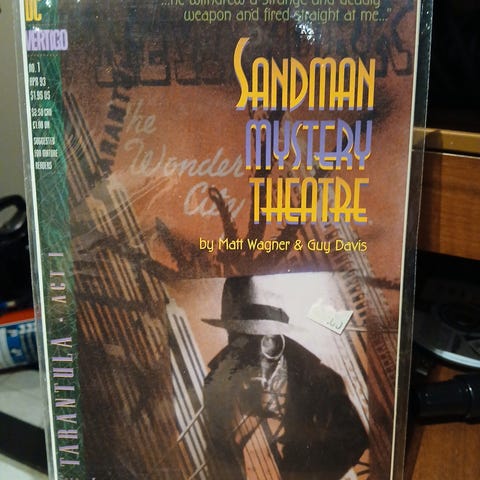 ...he withdrew a strange and deadly
weapon and fired straight at me..."
DC
VERTIGO
NO. 1
APR 93
$1.95 US
$2.50 CAN
£1.00 UK
SUGGESTED
FOR MATURE
READERS
SANDMAN
MYSTERY
THEATRE
by Matt Wagner & Guy Davis
The
Wonder
City
TARANTULA ACT 1